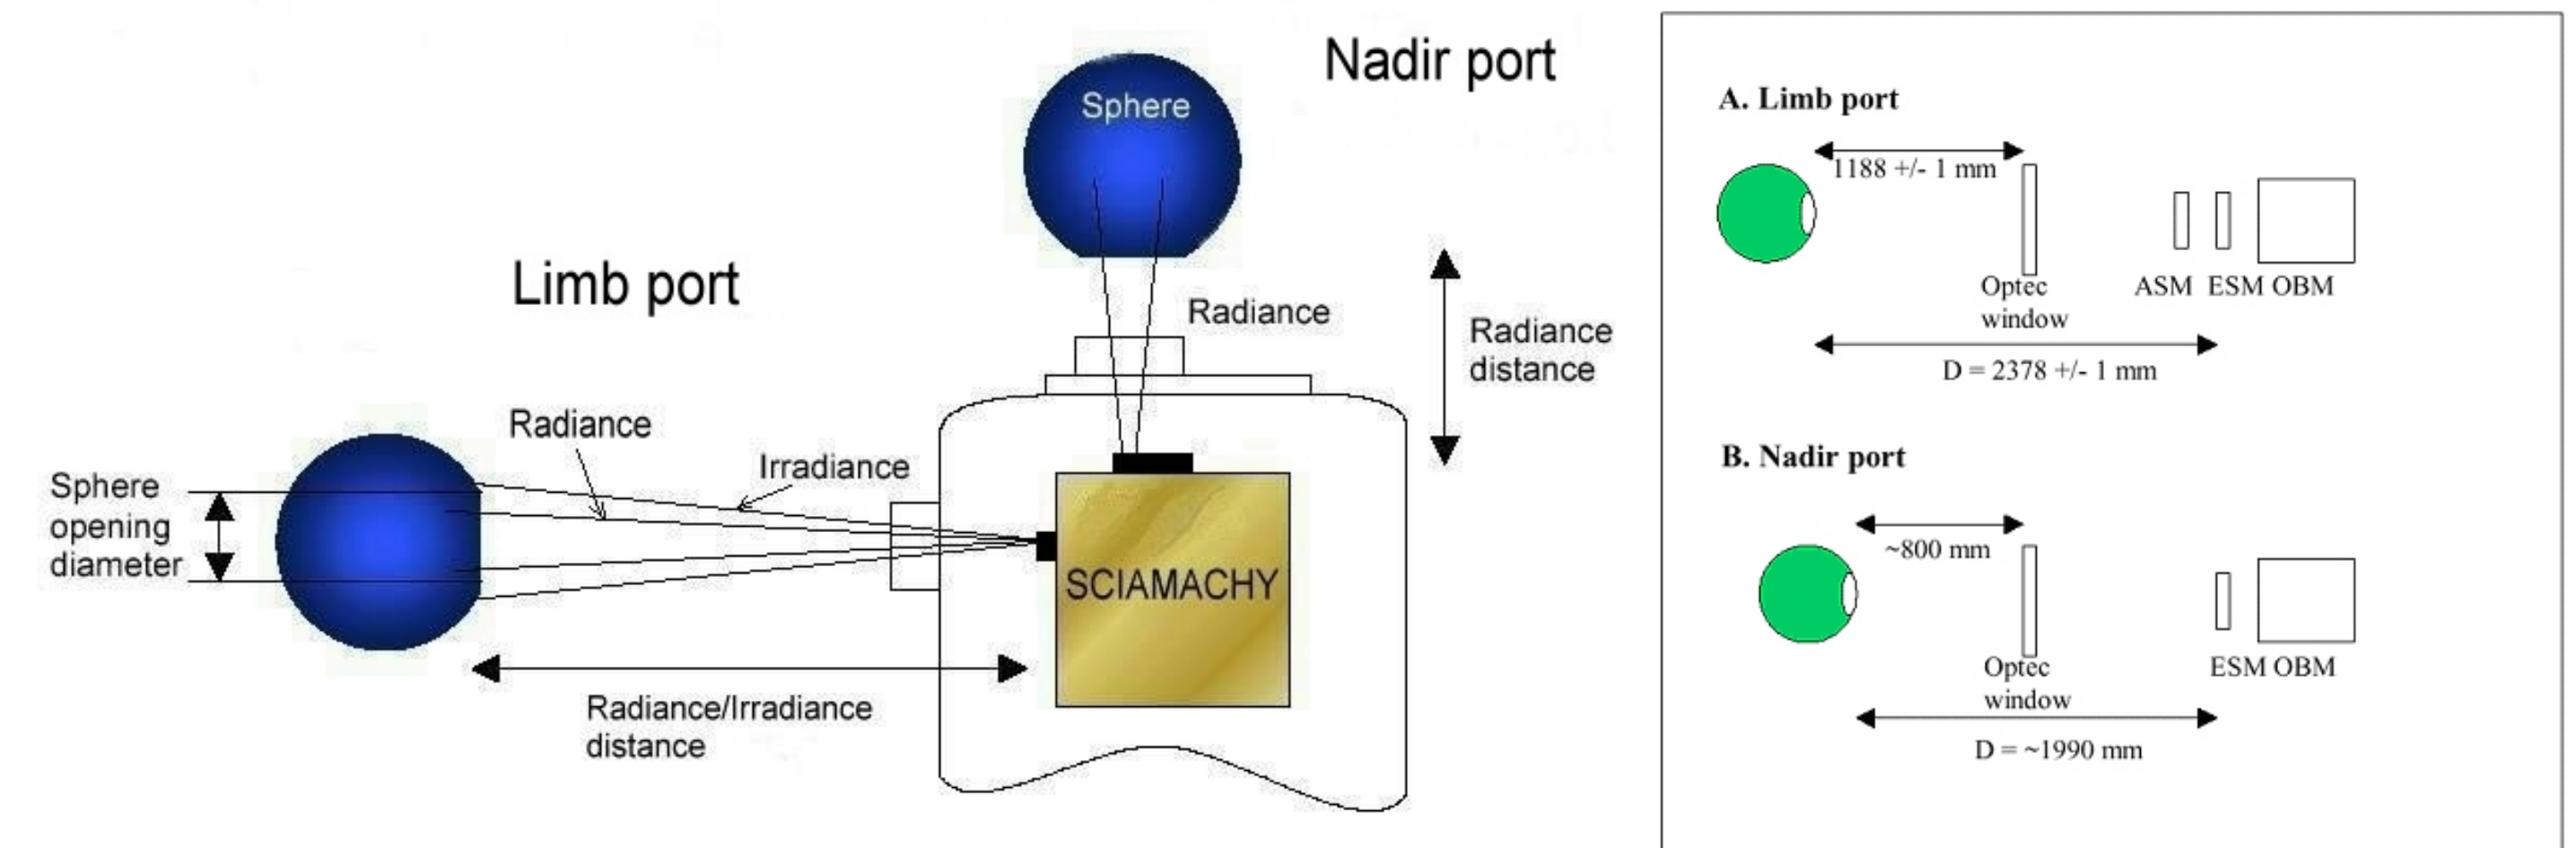 Nadir port
Sphere
Limb port
Radiance
Radiance
distance
Radiance
Irradiance
Sphere
opening
diameter
SCIAMACHY
Radiance/Irradiance
distance
A. Limb port
1188 +/- 1 mm
Optec
window
ASM ESM OBM
D = 2378 +/- 1 mm
B. Nadir port
~800 mm
Optec
window
ESM OBM
D = ~1990 mm